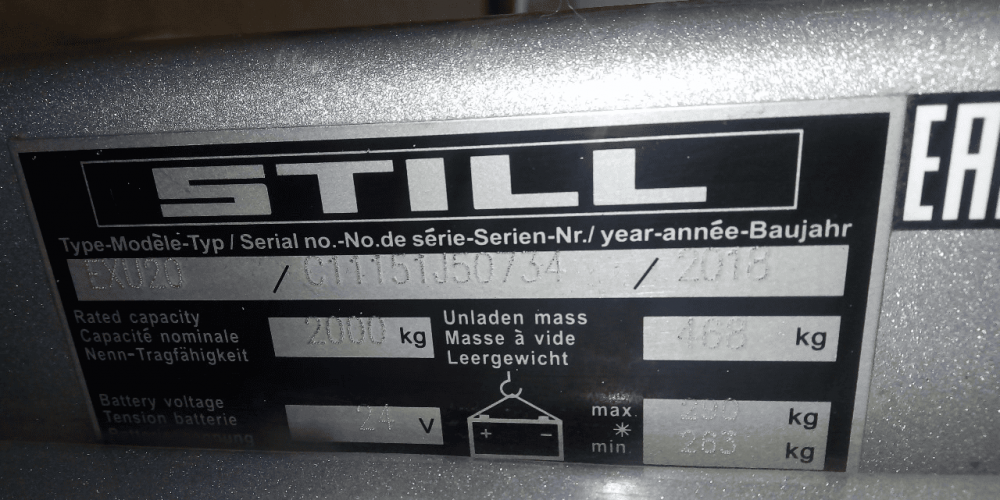 STILL
EAC
Type-Modèle-Typ / Serial no.-No.de série-Serien-Nr./ year-année-Baujahr
EXU20 / C11151J60734 / 2018
Rated capacity
Capacité nominale
Nenn-Tragfähigkeit
2000 kg
Unladen mass
Masse à vide
Leergewicht
468 kg
Battery voltage
Tension batterie
24 V
+ −
max.
kg
*
min.
263 kg